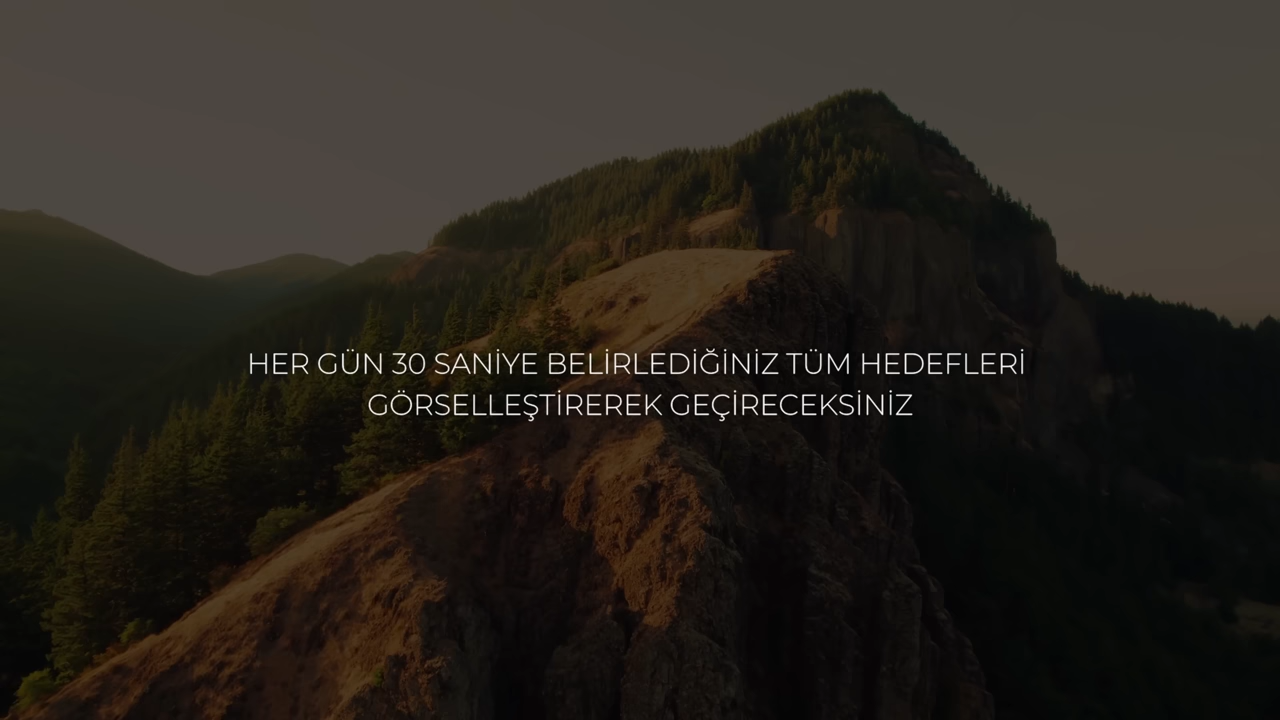 HER GÜN 30 SANİYE BELİRLEDİĞİNİZ TÜM HEDEFLERİ
GÖRSELLEŞTİREREK GEÇİRECEKSİNİZ